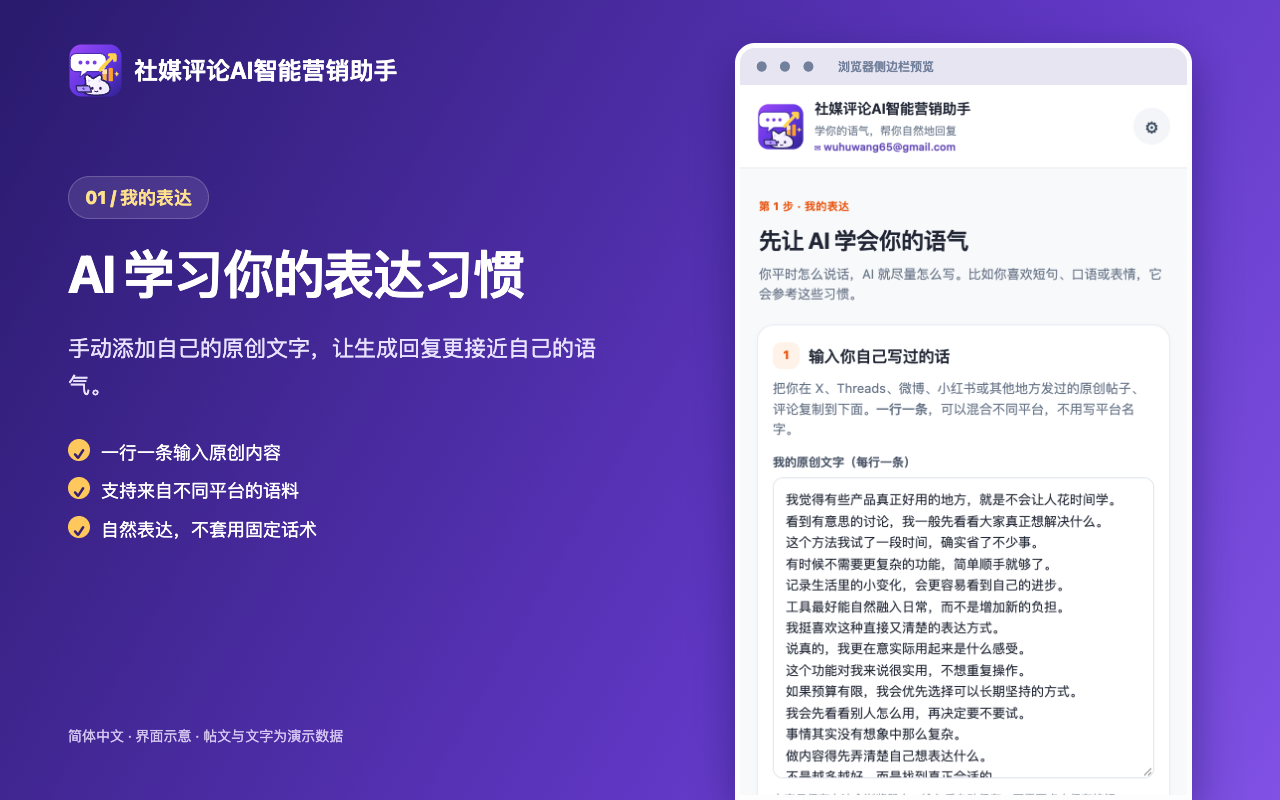 社媒评论AI智能营销助手
01 / 我的表达
AI 学习你的表达习惯
手动添加自己的原创文字，让生成回复更接近自己的语
气。
一行一条输入原创内容
支持来自不同平台的语料
自然表达，不套用固定话术
简体中文 · 界面示意 · 帖文与文字为演示数据
浏览器侧边栏预览
社媒评论AI智能营销助手
学你的语气，帮你自然地回复
✉ wuhuwang65@gmail.com
第 1 步 · 我的表达
先让 AI 学会你的语气
你平时怎么说话，AI 就尽量怎么写。比如你喜欢短句、口语或表情，它
会参考这些习惯。
1 输入你自己写过的话
把你在 X、Threads、微博、小红书或其他地方发过的原创帖子、
评论复制到下面。一行一条，可以混合不同平台，不用写平台名
字。
我的原创文字（每行一条）
我觉得有些产品真正好用的地方，就是不会让人花时间学。
看到有意思的讨论，我一般先看看大家真正想解决什么。
这个方法我试了一段时间，确实省了不少事。
有时候不需要更复杂的功能，简单顺手就够了。
记录生活里的小变化，会更容易看到自己的进步。
工具最好能自然融入日常，而不是增加新的负担。
我挺喜欢这种直接又清楚的表达方式。
说真的，我更在意实际用起来是什么感受。
这个功能对我来说很实用，不想重复操作。
如果预算有限，我会优先选择可以长期坚持的方式。
我会先看看别人怎么用，再决定要不要试。
事情其实没有想象中那么复杂。
做内容得先弄清楚自己想表达什么。
不是越多越好，而是找到真正合适的